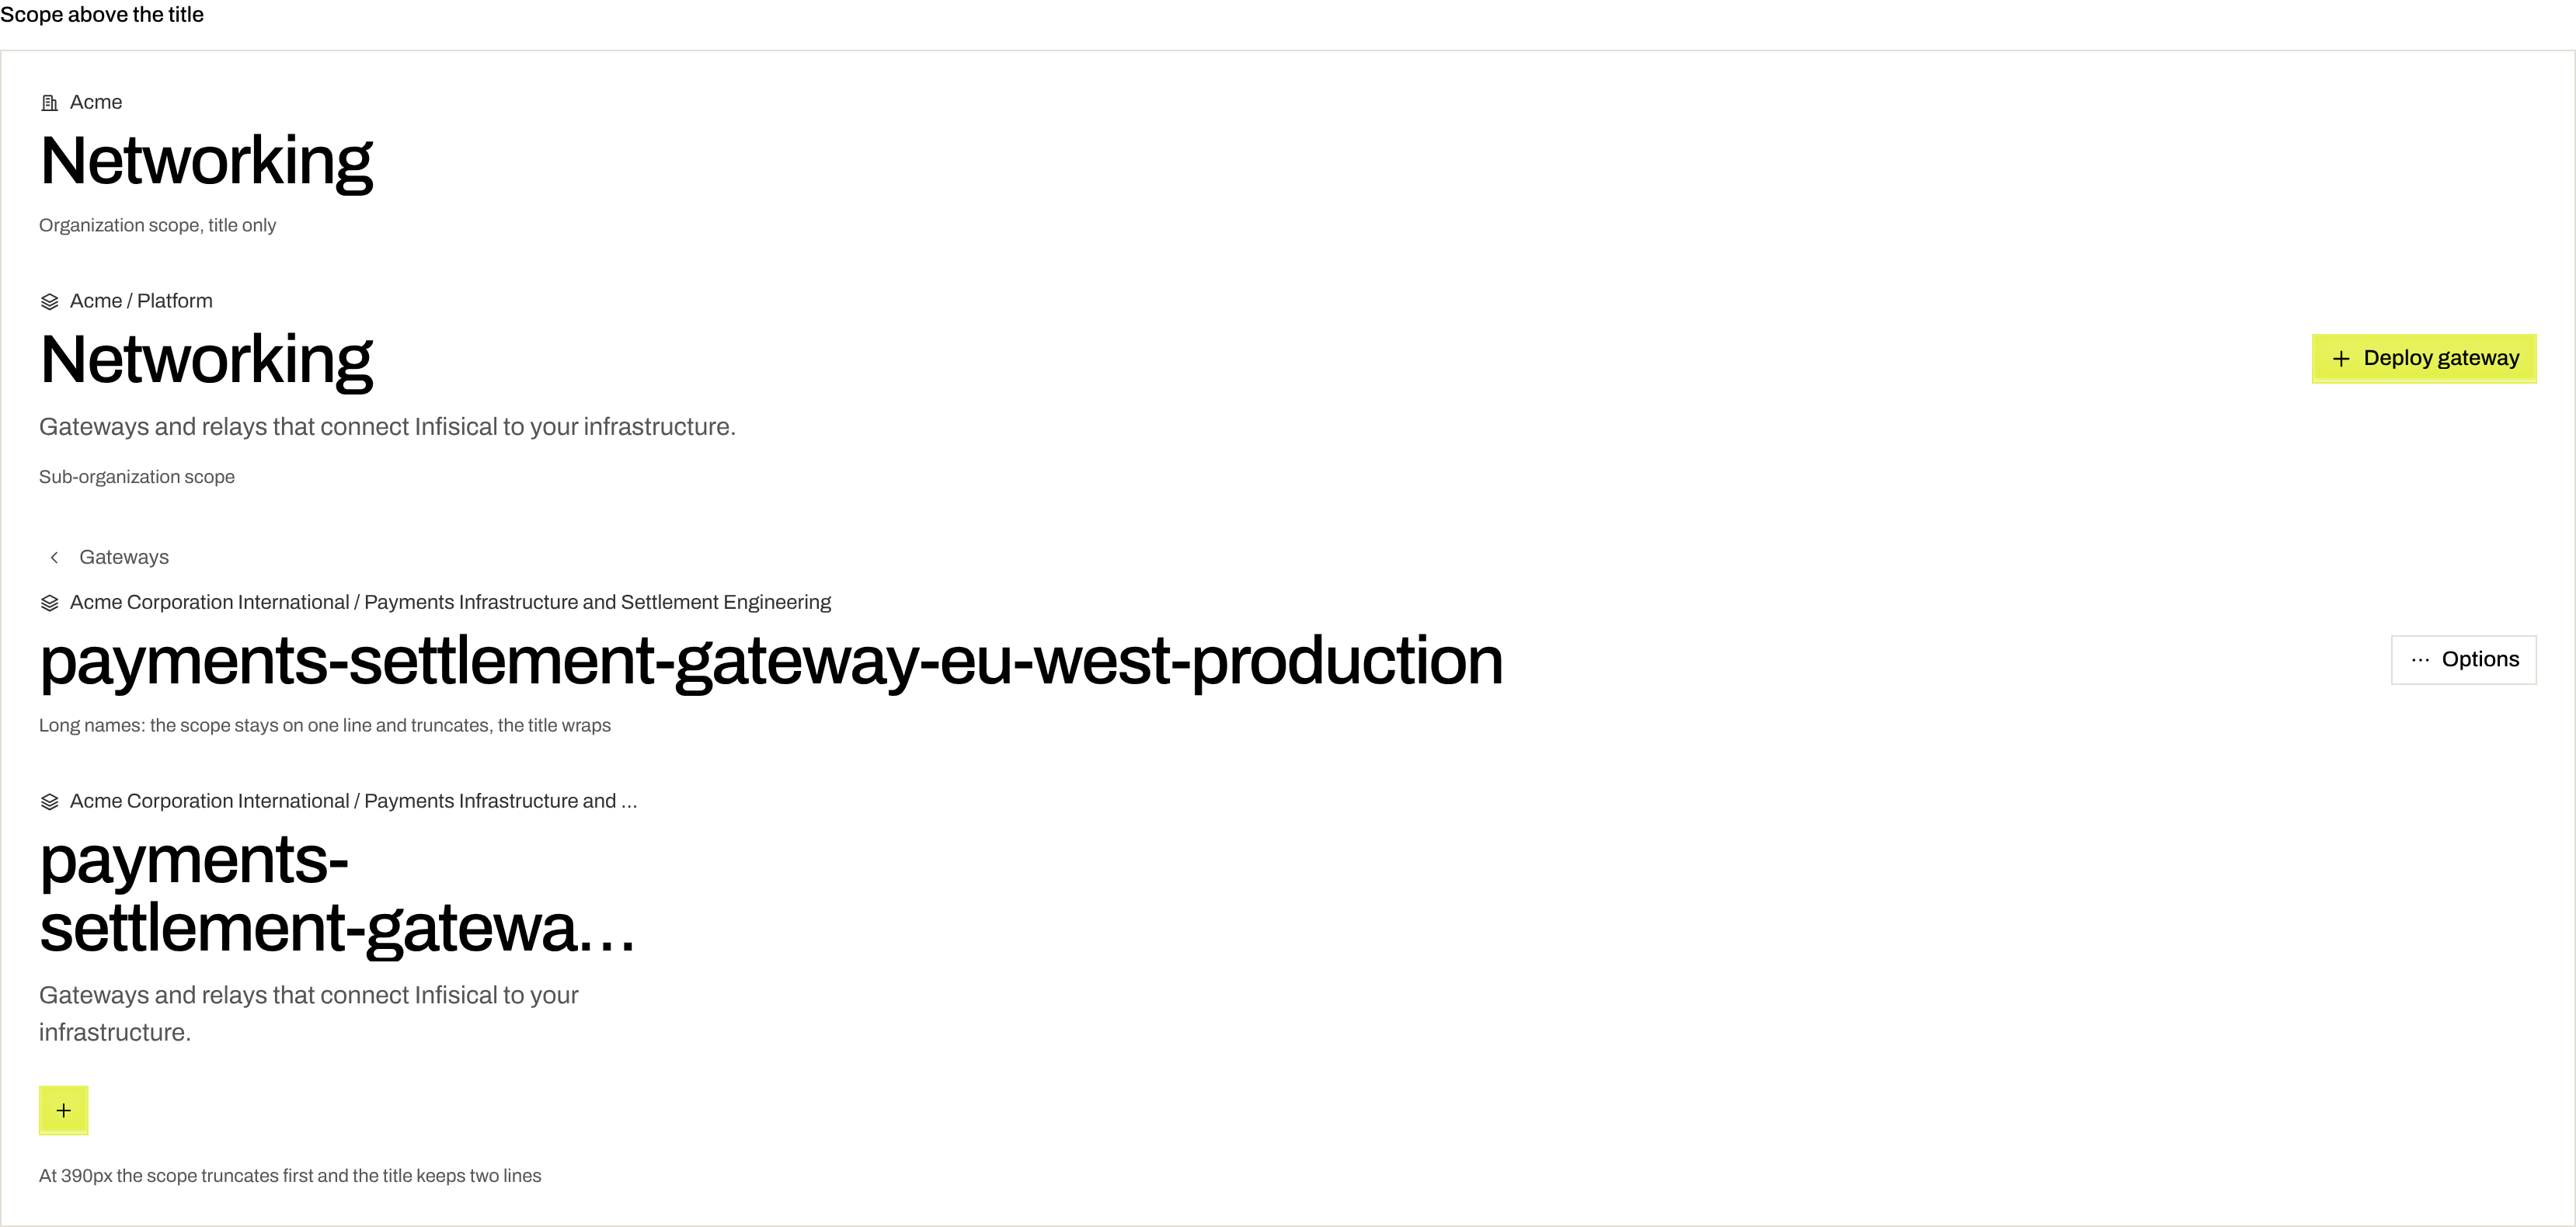 Scope above the title
Acme
Networking
Organization scope, title only
Acme / Platform
Networking
Deploy gateway
Gateways and relays that connect Infisical to your infrastructure.
Sub-organization scope
Gateways
Acme Corporation International / Payments Infrastructure and Settlement Engineering
payments-settlement-gateway-eu-west-production
Options
Long names: the scope stays on one line and truncates, the title wraps
Acme Corporation International / Payments Infrastructure and ...
payments-
settlement-gatewa...
Gateways and relays that connect Infisical to your
infrastructure.
At 390px the scope truncates first and the title keeps two lines